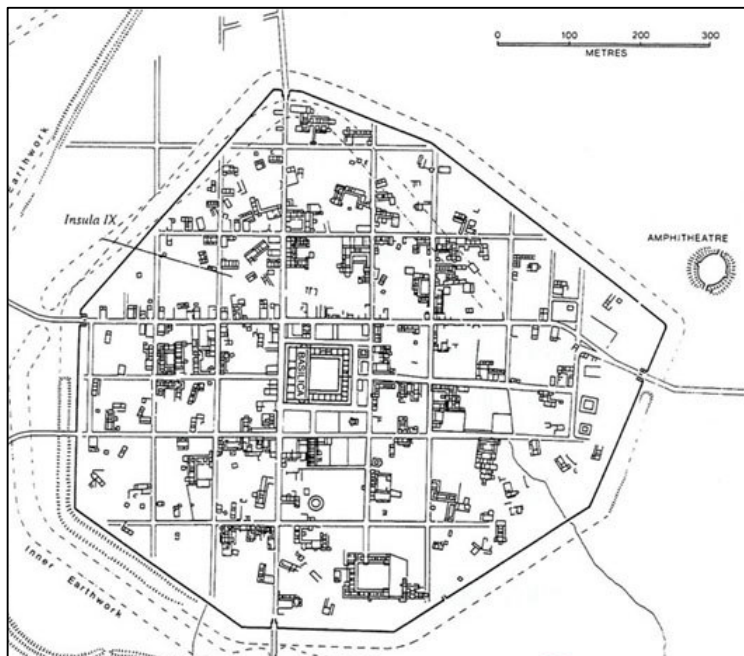 0 100 200 300
METRES
Earthwork
Insula IX
AMPHITHEATRE
BASILICA
Inner Earthwork